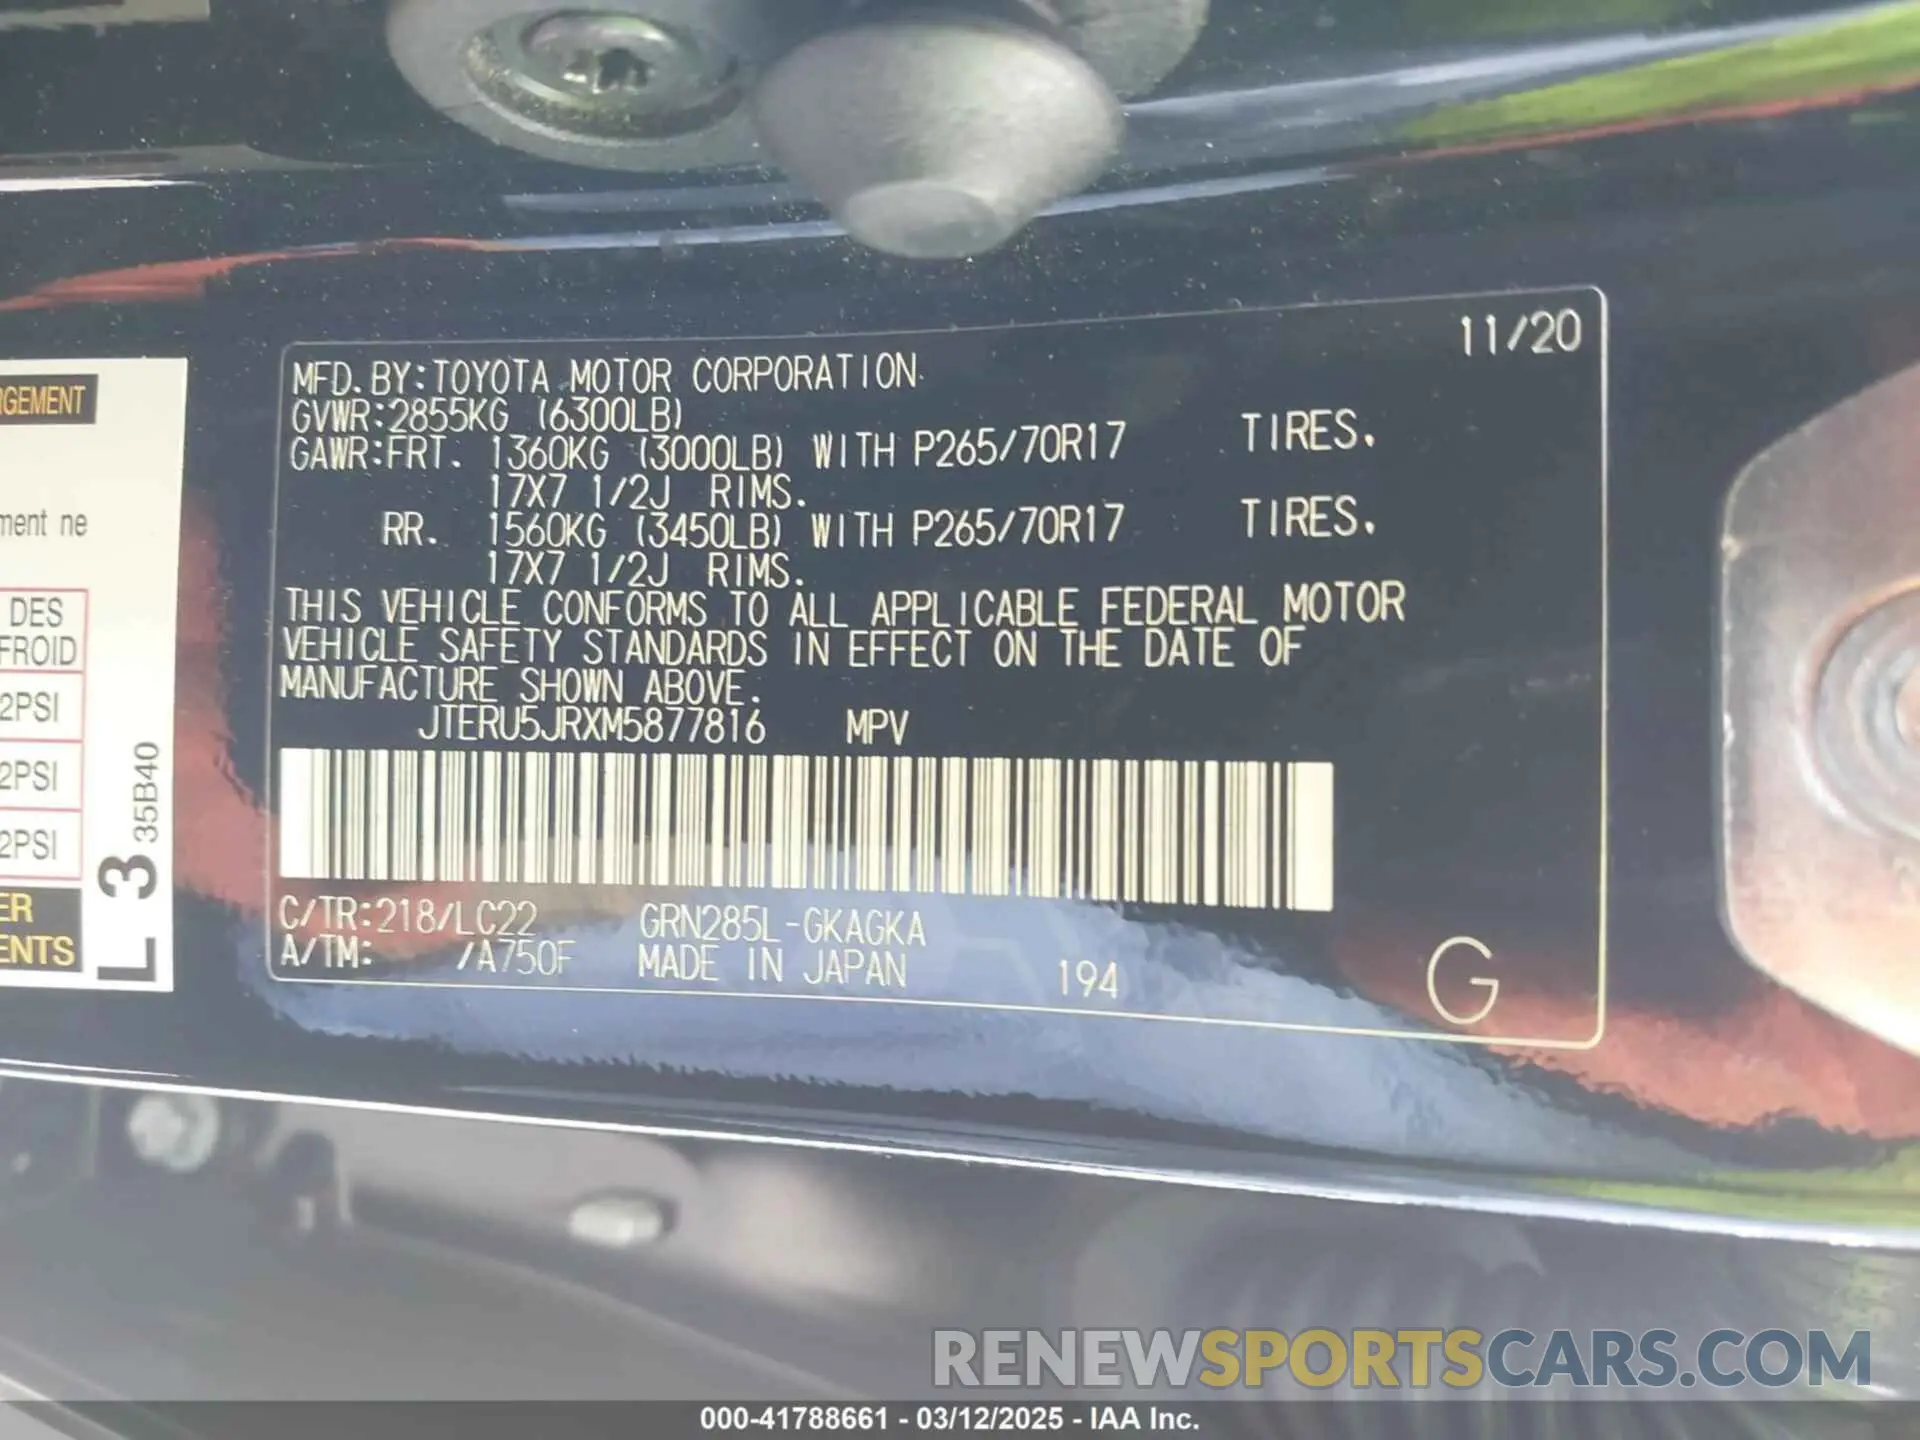 11/20
MFD. BY:TOYOTA MOTOR CORPORATION
GVWR:2855KG (6300LB)
GAWR:FRT. 1360KG (3000LB) WITH P265/70R17 TIRES.
17X7 1/2J RIMS.
RR. 1560KG (3450LB) WITH P265/70R17 TIRES.
17X7 1/2J RIMS.
THIS VEHICLE CONFORMS TO ALL APPLICABLE FEDERAL MOTOR
VEHICLE SAFETY STANDARDS IN EFFECT ON THE DATE OF
MANUFACTURE SHOWN ABOVE.
JTERU5JRXM5877816 MPV
C/TR:218/LC22 GRN285L-GKAGKA
A/TM: /A750F MADE IN JAPAN 194 G
RGEMENT
ment ne
DES
FROID
2PSI
2PSI
2PSI
ER
ENTS
L 3 35B40
RENEWSPORTSCARS.COM
000-41788661 - 03/12/2025 - IAA Inc.